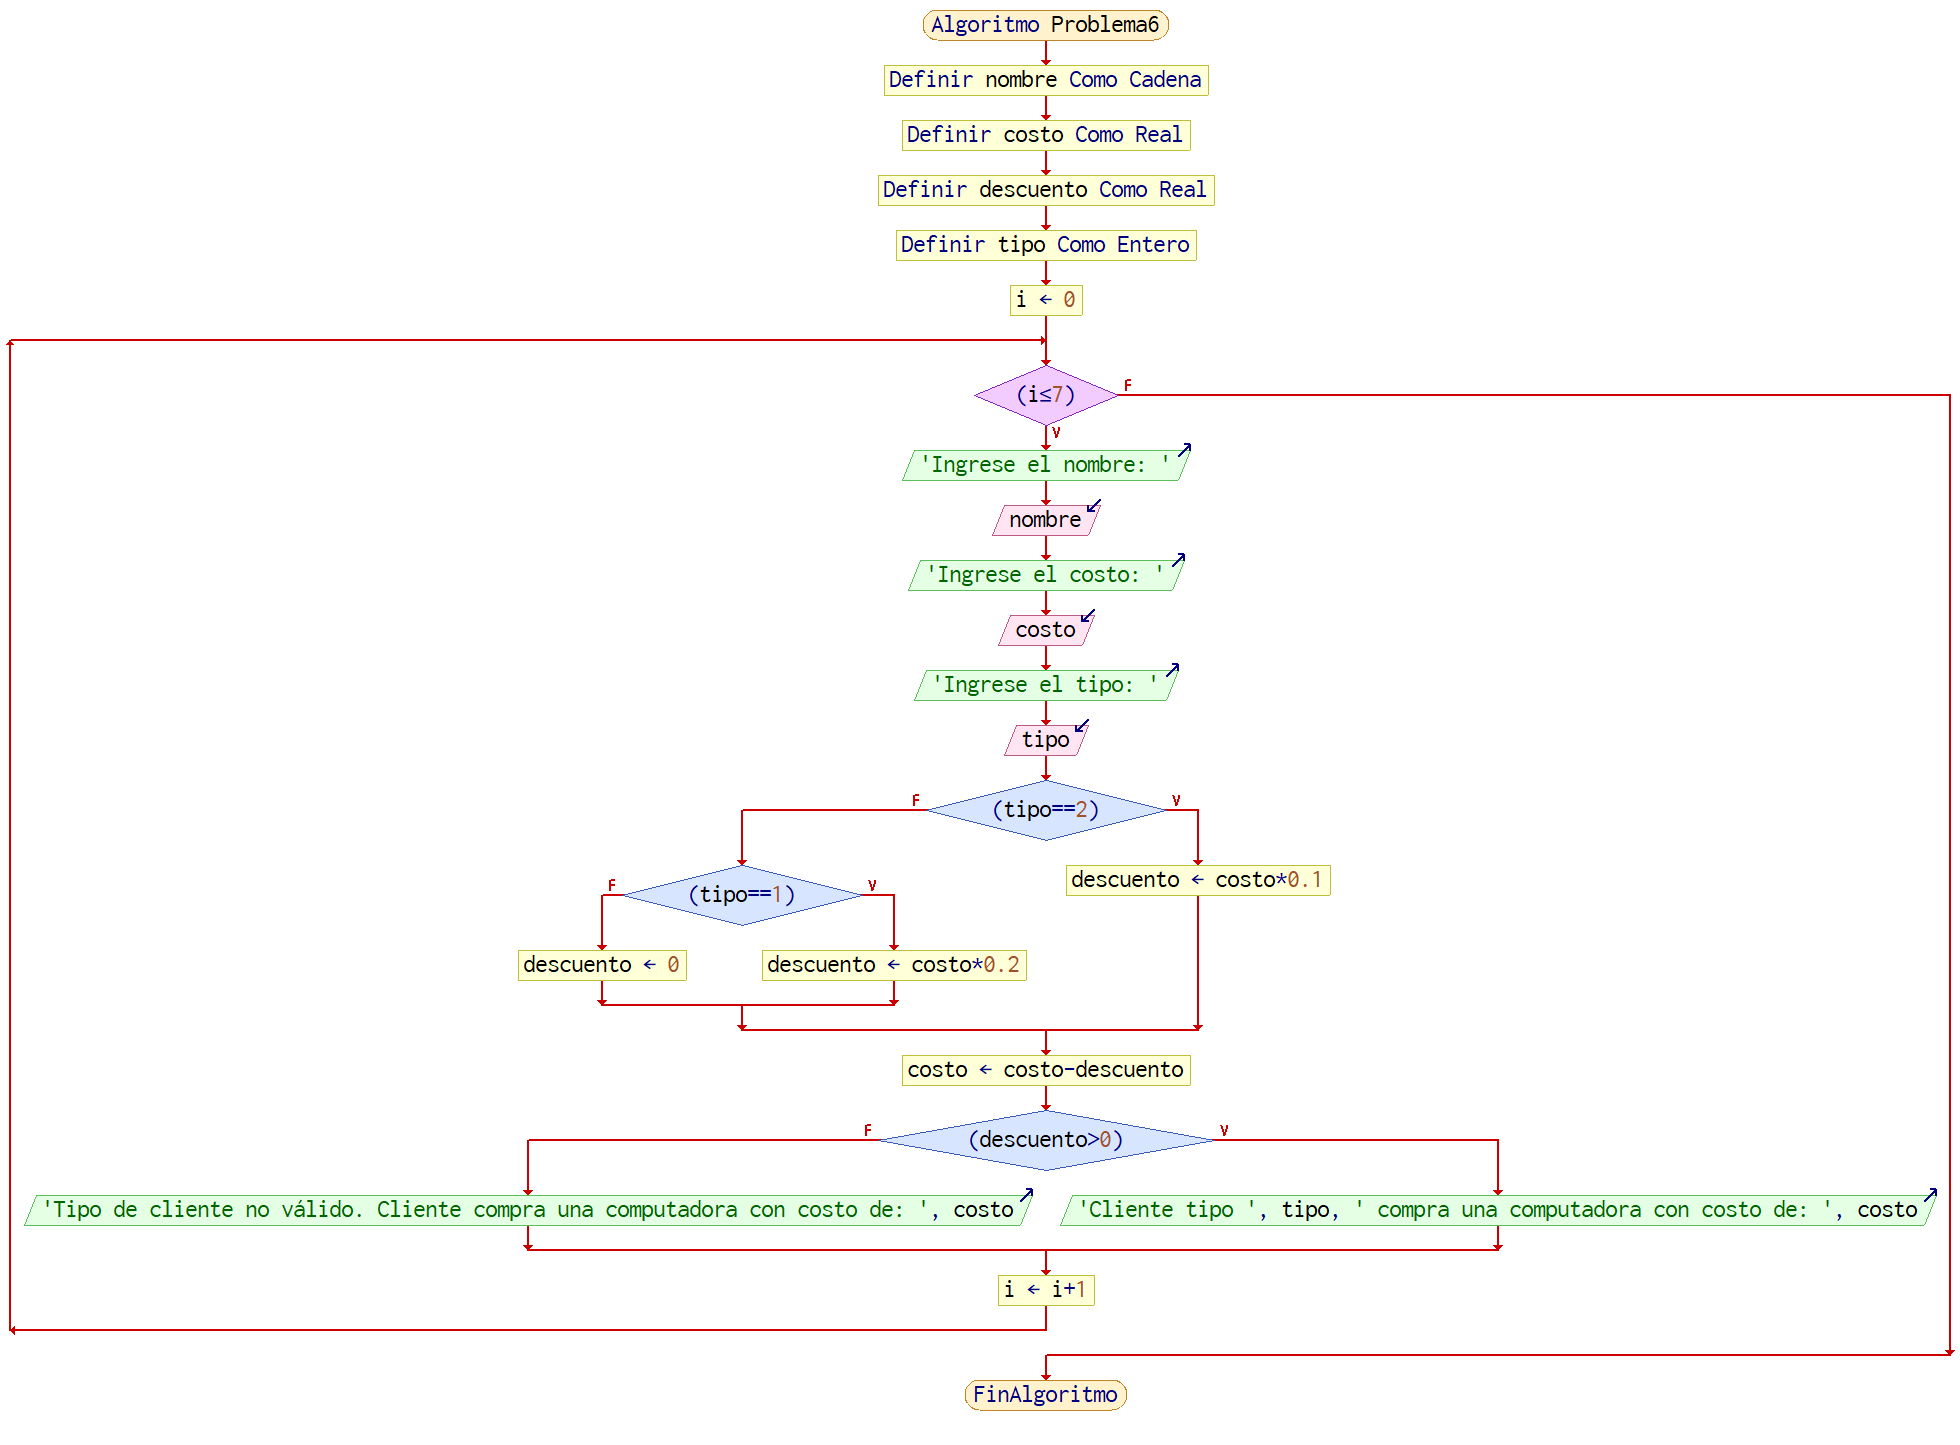 Algoritmo Problema6
Definir nombre Como Cadena
Definir costo Como Real
Definir descuento Como Real
Definir tipo Como Entero
i ← 0
(i≤7)
F
V
'Ingrese el nombre: '
nombre
'Ingrese el costo: '
costo
'Ingrese el tipo: '
tipo
F
(tipo==2)
V
F
(tipo==1)
V
descuento ← costo*0.1
descuento ← 0
descuento ← costo*0.2
costo ← costo-descuento
F
(descuento>0)
V
'Tipo de cliente no válido. Cliente compra una computadora con costo de: ', costo
'Cliente tipo ', tipo, ' compra una computadora con costo de: ', costo
i ← i+1
FinAlgoritmo